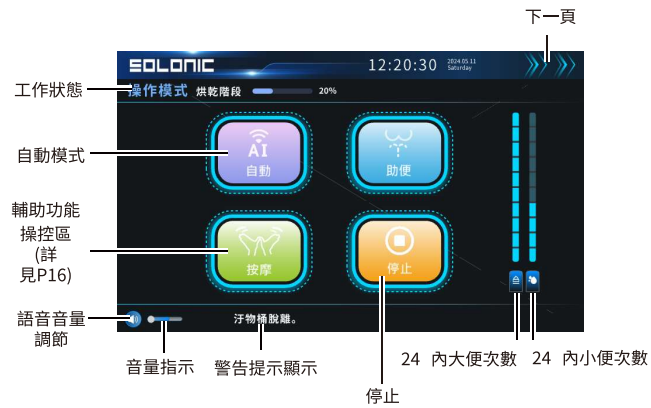 下一頁
SOLONIC
12:20:30
2024.05.11
Saturday
工作狀態
操作模式 烘乾階段 20%
自動模式
AI
自動
助便
輔助功能
操控區
(詳
見P16)
按摩
停止
語音音量
調節
汙物桶脫離。
音量指示
警告提示顯示
停止
24 內大便次數
24 內小便次數